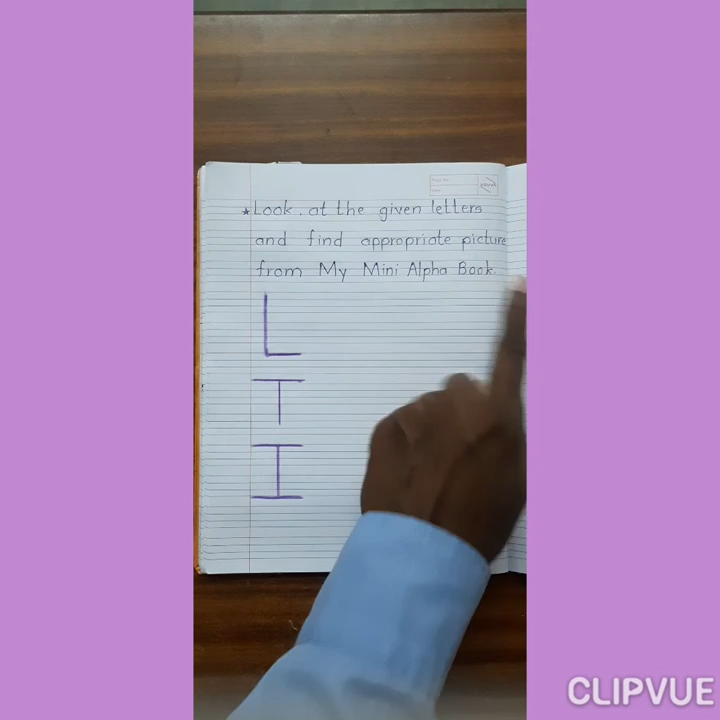 ★ Look. at the given letters
and find appropriate picture
from My Mini Alpha Book.
L
T
I
CLIPVUE